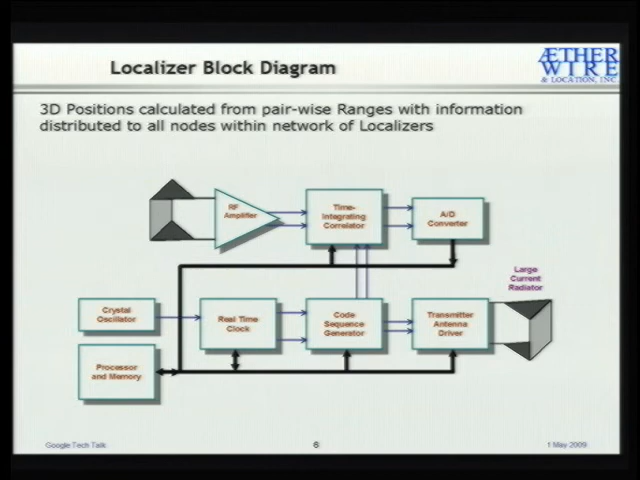 Localizer Block Diagram
ÆTHER
WIRE
& LOCATION, INC.
3D Positions calculated from pair-wise Ranges with information
distributed to all nodes within network of Localizers
RF
Amplifier
Time-
Integrating
Correlator
A/D
Converter
Large
Current
Radiator
Crystal
Oscillator
Real Time
Clock
Code
Sequence
Generator
Transmitter
Antenna
Driver
Processor
and Memory
Google Tech Talk
6
1 May 2009